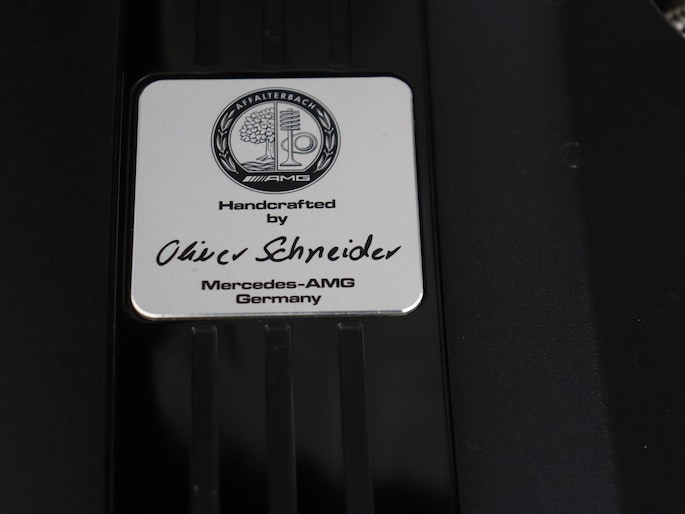 AFFALTERBACH
AMG
Handcrafted
by
Oliver Schneider
Mercedes-AMG
Germany